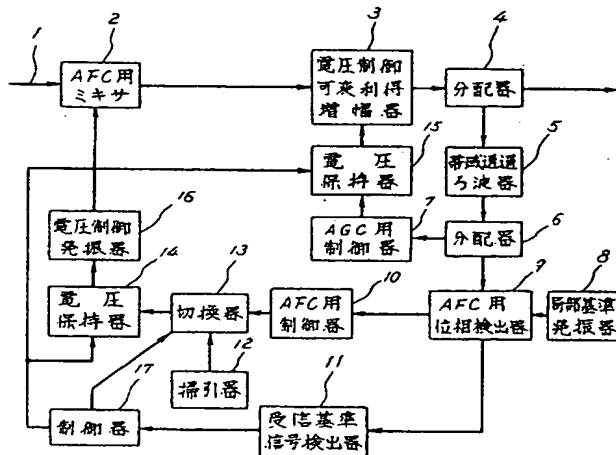 1
2
AFC用
ミキサ
3
電圧制御
可変利得
増幅器
4
分配器
15
電圧
保持器
5
帯域通過
ろ波器
16
電圧制御
発振器
7
AGC用
制御器
6
分配器
14
電圧
保持器
13
切換器
10
AFC用
制御器
9
AFC用
位相検出器
8
局部基準
発振器
12
掃引器
17
制御器
11
受信基準
信号検出器